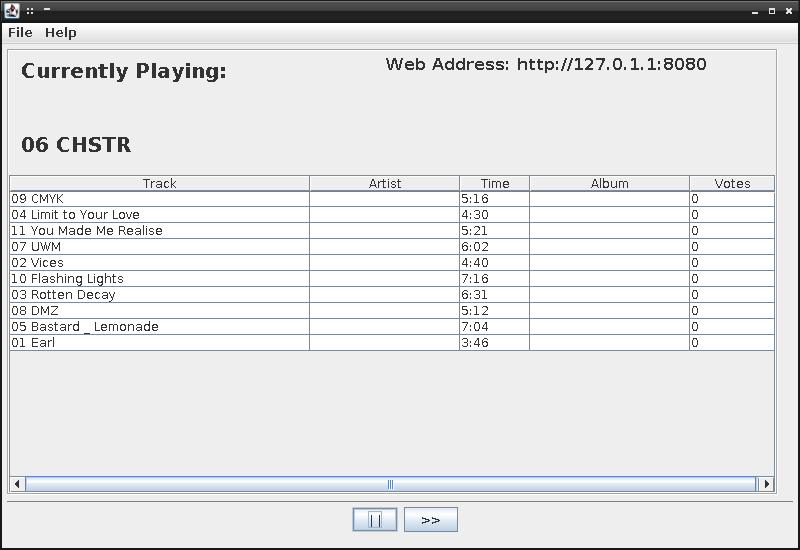 File Help
Currently Playing:
Web Address: http://127.0.1.1:8080
06 CHSTR
Track Artist Time Album Votes
09 CMYK 5:16 0
04 Limit to Your Love 4:30 0
11 You Made Me Realise 5:21 0
07 UWM 6:02 0
02 Vices 4:40 0
10 Flashing Lights 7:16 0
03 Rotten Decay 6:31 0
08 DMZ 5:12 0
05 Bastard _ Lemonade 7:04 0
01 Earl 3:46 0
|| >>